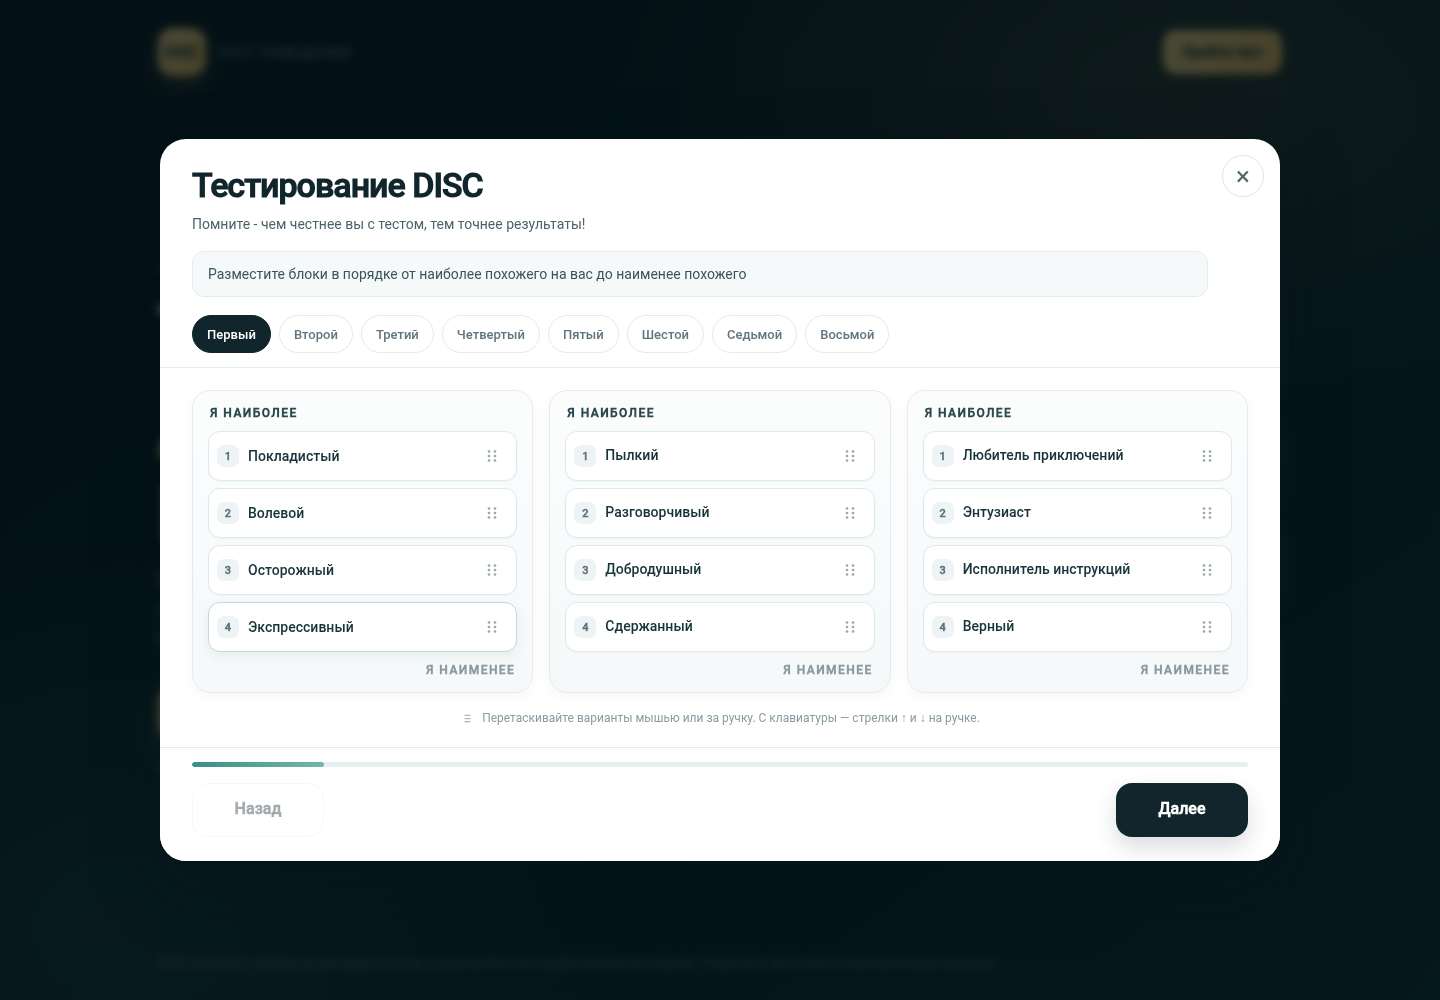 Тестирование DISC
Помните - чем честнее вы с тестом, тем точнее результаты!
Разместите блоки в порядке от наиболее похожего на вас до наименее похожего
Первый Второй Третий Четвертый Пятый Шестой Седьмой Восьмой
Я НАИБОЛЕЕ
1 Покладистый
2 Волевой
3 Осторожный
4 Экспрессивный
Я НАИМЕНЕЕ
Я НАИБОЛЕЕ
1 Пылкий
2 Разговорчивый
3 Добродушный
4 Сдержанный
Я НАИМЕНЕЕ
Я НАИБОЛЕЕ
1 Любитель приключений
2 Энтузиаст
3 Исполнитель инструкций
4 Верный
Я НАИМЕНЕЕ
Перетаскивайте варианты мышью или за ручку. С клавиатуры — стрелки ↑ и ↓ на ручке.
Назад
Далее